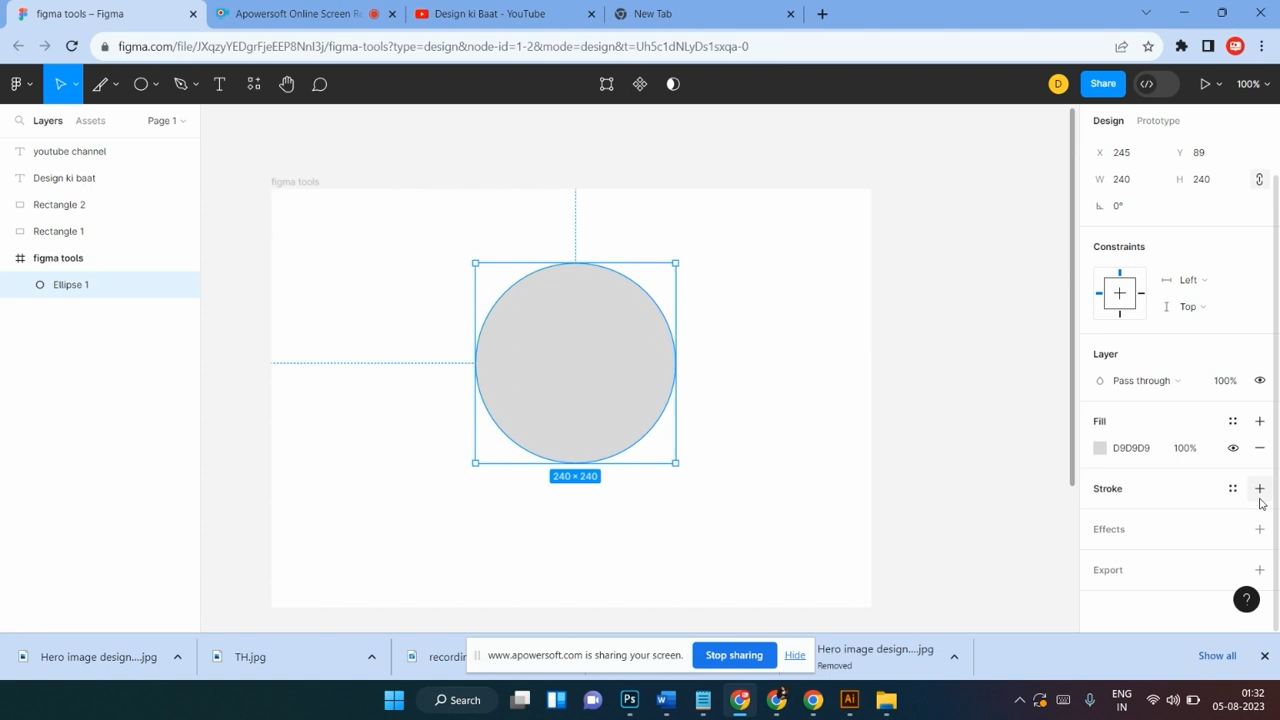 figma tools – Figma
Apowersoft Online Screen Re
Design ki Baat - YouTube
New Tab
figma.com/file/JXqzyYEDgrFjeEEP8NnI3j/figma-tools?type=design&node-id=1-2&mode=design&t=Uh5c1dNLyDs1sxqa-0
D
Share
100%
Layers
Assets
Page 1
youtube channel
Design ki baat
Rectangle 2
Rectangle 1
figma tools
Ellipse 1
figma tools
240 × 240
Design
Prototype
X 245
Y 89
W 240
H 240
0°
Constraints
Left
Top
Layer
Pass through
100%
Fill
D9D9D9
100%
Stroke
Effects
Export
?
Hero image design....jpg
TH.jpg
recordin
www.apowersoft.com is sharing your screen.
Stop sharing
Hide
Hero image design....jpg
Removed
Show all
Search
Ps
W
Ai
ENG
IN
01:32
05-08-2023